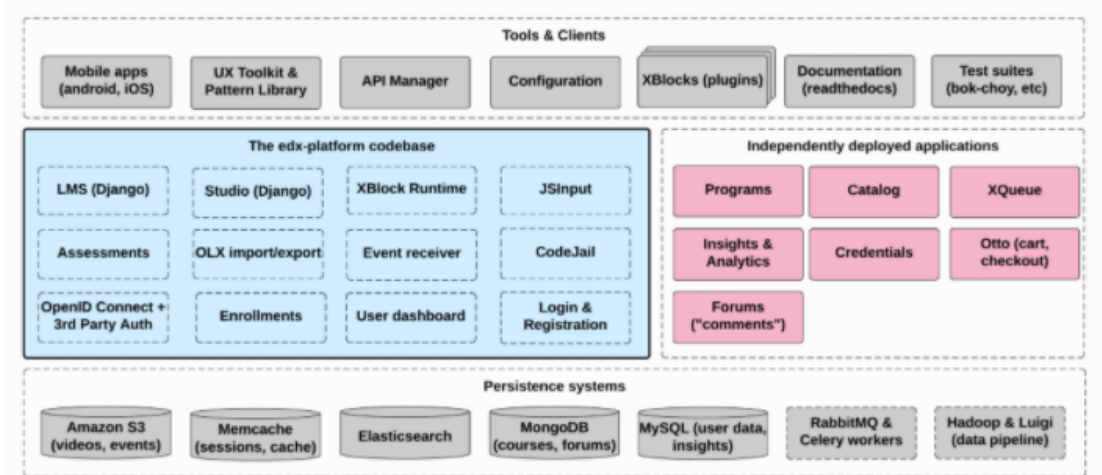 Tools & Clients
Mobile apps
(android, iOS)
UX Toolkit &
Pattern Library
API Manager
Configuration
XBlocks (plugins)
Documentation
(readthedocs)
Test suites
(bok-choy, etc)
The edx-platform codebase
LMS (Django)
Studio (Django)
XBlock Runtime
JSInput
Assessments
OLX import/export
Event receiver
CodeJail
OpenID Connect +
3rd Party Auth
Enrollments
User dashboard
Login &
Registration
Independently deployed applications
Programs
Catalog
XQueue
Insights &
Analytics
Credentials
Otto (cart,
checkout)
Forums
("comments")
Persistence systems
Amazon S3
(videos, events)
Memcache
(sessions, cache)
Elasticsearch
MongoDB
(courses, forums)
MySQL (user data,
insights)
RabbitMQ &
Celery workers
Hadoop & Luigi
(data pipeline)